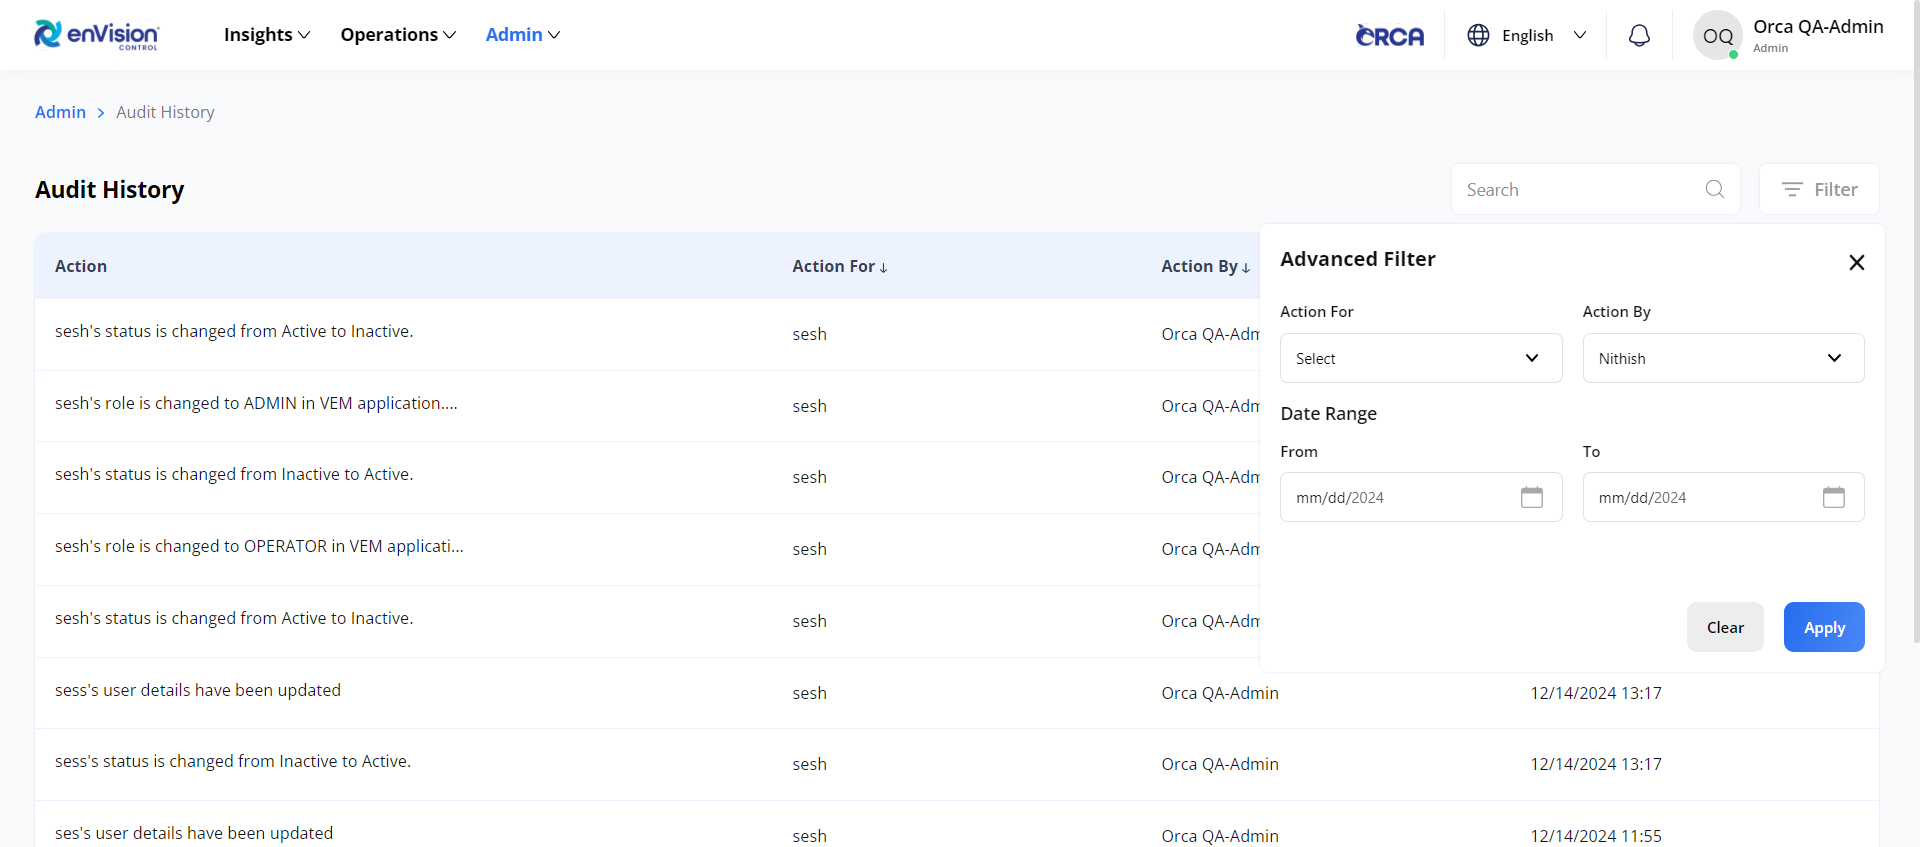 enVision CONTROL Insights Operations Admin ORCA English OQ Orca QA-Admin
Admin
Admin > Audit History
Audit History Search Filter
Action Action For ↓ Action By ↓
sesh's status is changed from Active to Inactive. sesh Orca QA-Adm
sesh's role is changed to ADMIN in VEM application.... sesh Orca QA-Adm
sesh's status is changed from Inactive to Active. sesh Orca QA-Adm
sesh's role is changed to OPERATOR in VEM applicati... sesh Orca QA-Adm
sesh's status is changed from Active to Inactive. sesh Orca QA-Adm
sess's user details have been updated sesh Orca QA-Admin 12/14/2024 13:17
sess's status is changed from Inactive to Active. sesh Orca QA-Admin 12/14/2024 13:17
ses's user details have been updated sesh Orca QA-Admin 12/14/2024 11:55
Advanced Filter
Action For Action By
Select Nithish
Date Range
From To
mm/dd/2024 mm/dd/2024
Clear Apply